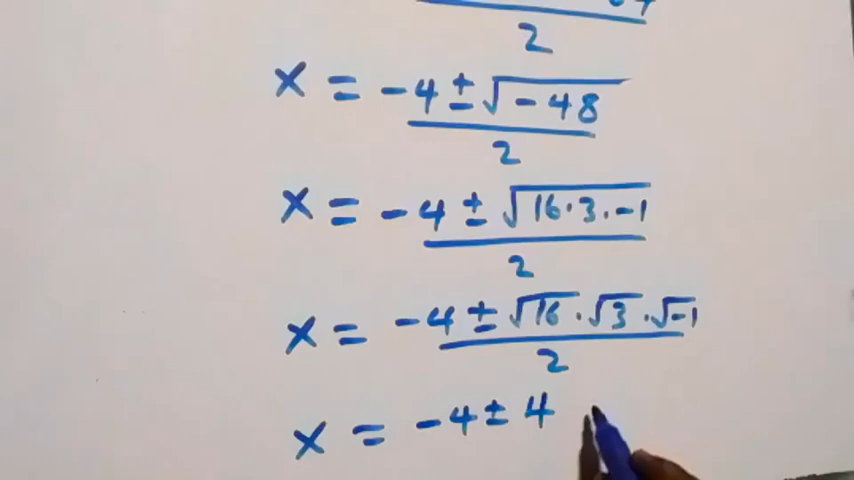 2
x = -4 ± √-48
2
x = -4 ± √16·3·-1
2
x = -4 ± √16·√3·√-1
2
x = -4 ± 4